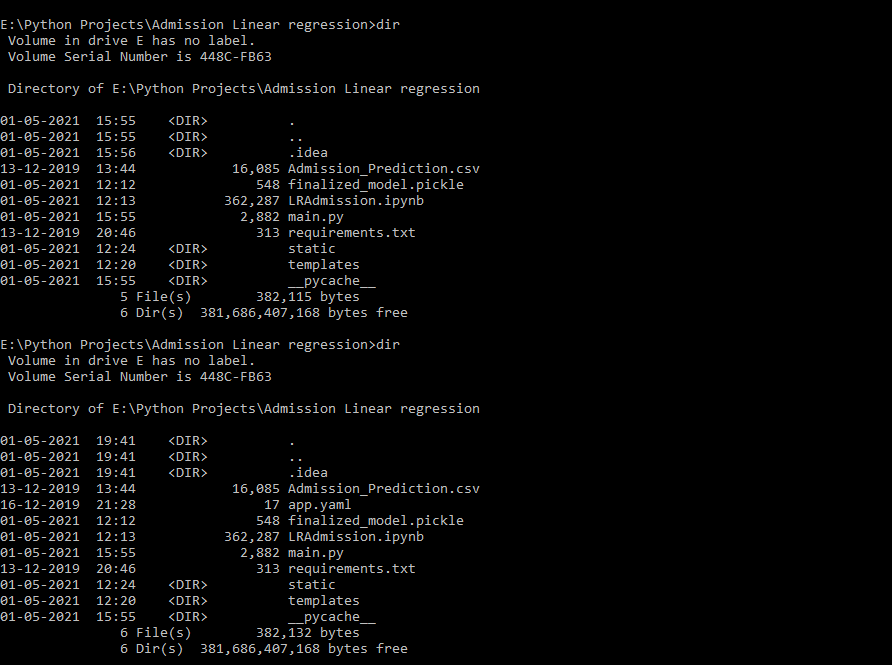 E:\Python Projects\Admission Linear regression>dir
 Volume in drive E has no label.
 Volume Serial Number is 448C-FB63

 Directory of E:\Python Projects\Admission Linear regression

01-05-2021  15:55    <DIR>          .
01-05-2021  15:55    <DIR>          ..
01-05-2021  15:56    <DIR>          .idea
13-12-2019  13:44            16,085 Admission_Prediction.csv
01-05-2021  12:12               548 finalized_model.pickle
01-05-2021  12:13           362,287 LRAdmission.ipynb
01-05-2021  15:55             2,882 main.py
13-12-2019  20:46               313 requirements.txt
01-05-2021  12:24    <DIR>          static
01-05-2021  12:20    <DIR>          templates
01-05-2021  15:55    <DIR>          __pycache__
               5 File(s)        382,115 bytes
               6 Dir(s)  381,686,407,168 bytes free

E:\Python Projects\Admission Linear regression>dir
 Volume in drive E has no label.
 Volume Serial Number is 448C-FB63

 Directory of E:\Python Projects\Admission Linear regression

01-05-2021  19:41    <DIR>          .
01-05-2021  19:41    <DIR>          ..
01-05-2021  19:41    <DIR>          .idea
13-12-2019  13:44            16,085 Admission_Prediction.csv
16-12-2019  21:28                17 app.yaml
01-05-2021  12:12               548 finalized_model.pickle
01-05-2021  12:13           362,287 LRAdmission.ipynb
01-05-2021  15:55             2,882 main.py
13-12-2019  20:46               313 requirements.txt
01-05-2021  12:24    <DIR>          static
01-05-2021  12:20    <DIR>          templates
01-05-2021  15:55    <DIR>          __pycache__
               6 File(s)        382,132 bytes
               6 Dir(s)  381,686,407,168 bytes free